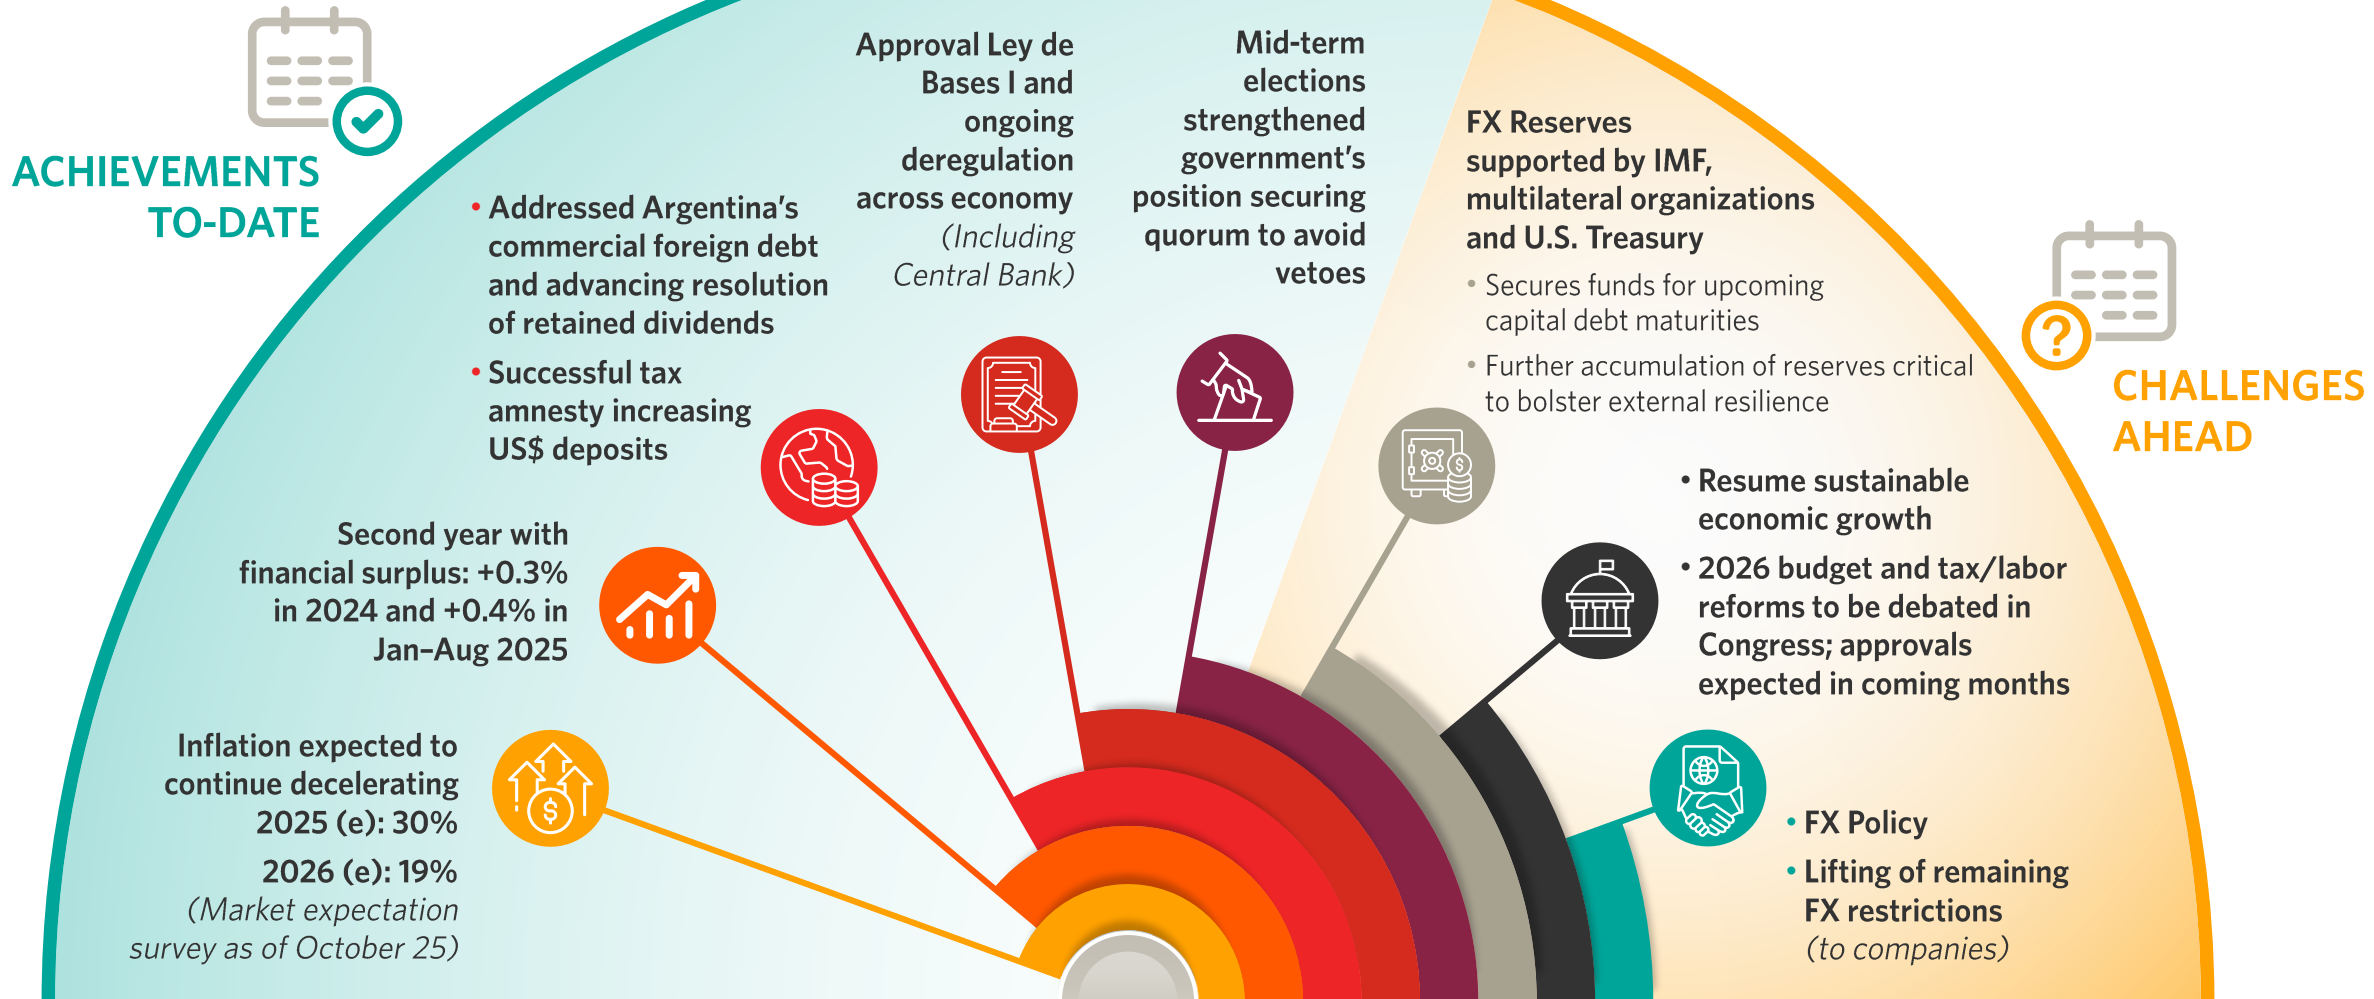 ACHIEVEMENTS
TO-DATE
Inflation expected to
continue decelerating
2025 (e): 30%
2026 (e): 19%
(Market expectation
survey as of October 25)
Second year with
financial surplus: +0.3%
in 2024 and +0.4% in
Jan–Aug 2025
• Addressed Argentina’s
commercial foreign debt
and advancing resolution
of retained dividends
• Successful tax
amnesty increasing
US$ deposits
Approval Ley de
Bases I and
ongoing
deregulation
across economy
(Including
Central Bank)
Mid-term
elections
strengthened
government’s
position securing
quorum to avoid
vetoes
CHALLENGES
AHEAD
FX Reserves
supported by IMF,
multilateral organizations
and U.S. Treasury
• Secures funds for upcoming
capital debt maturities
• Further accumulation of reserves critical
to bolster external resilience
• Resume sustainable
economic growth
• 2026 budget and tax/labor
reforms to be debated in
Congress; approvals
expected in coming months
• FX Policy
• Lifting of remaining
FX restrictions
(to companies)